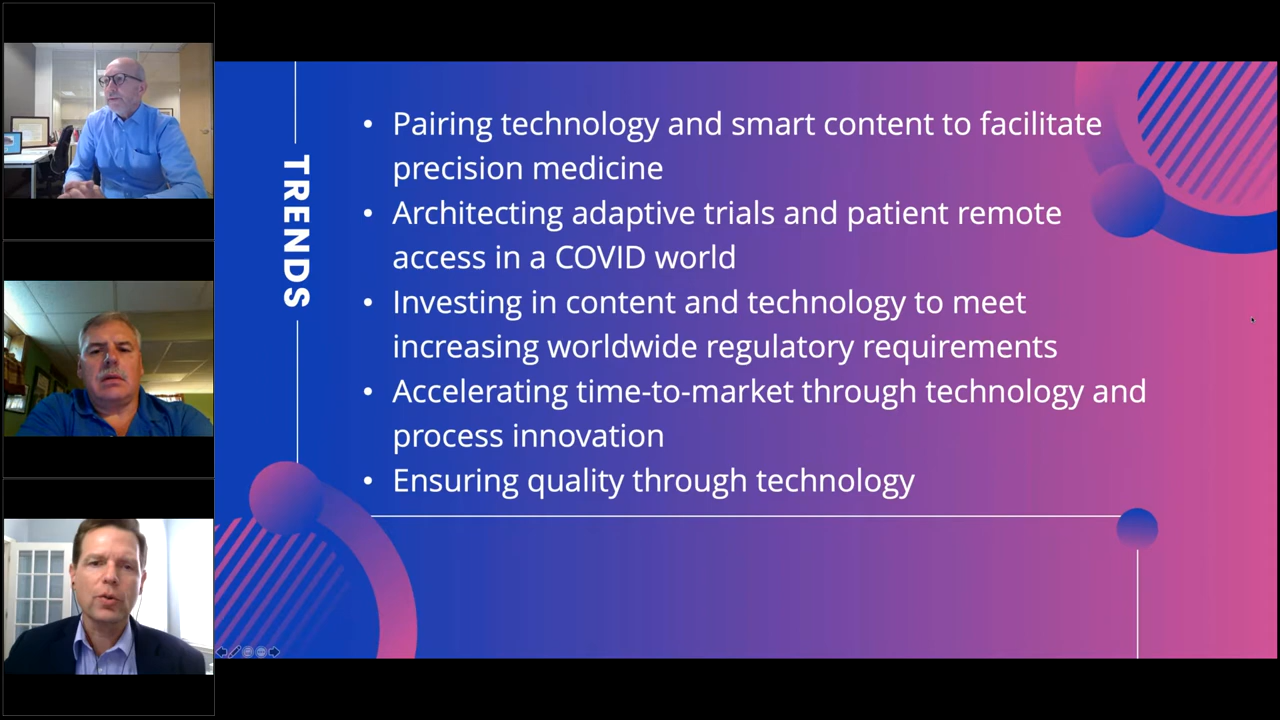 TRENDS
• Pairing technology and smart content to facilitate
precision medicine
• Architecting adaptive trials and patient remote
access in a COVID world
• Investing in content and technology to meet
increasing worldwide regulatory requirements
• Accelerating time-to-market through technology and
process innovation
• Ensuring quality through technology